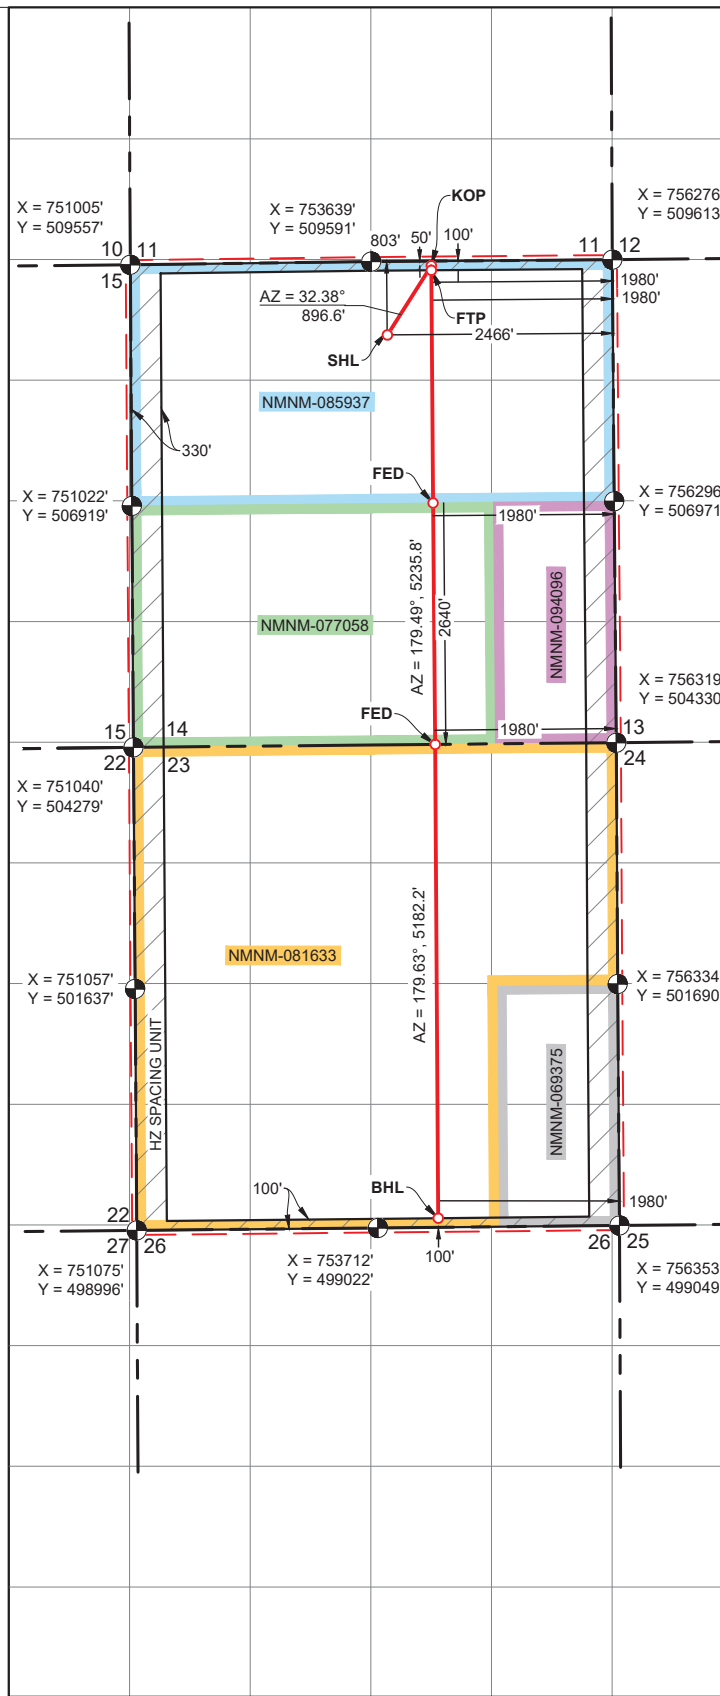 KOP
X = 751005'
Y = 509557'
X = 753639'
Y = 509591'
X = 756276
Y = 509613
803'
50'
100'
10
11
11
12
15
AZ = 32.38°
896.6'
1980'
1980'
FTP
2466'
SHL
NMNM-085937
330'
FED
X = 751022'
Y = 506919'
X = 756296
Y = 506971
1980'
AZ = 179.49°, 5235.8'
2640'
NMNM-077058
NMNM-094096
X = 756319
Y = 504330
FED
1980'
15
14
13
22
23
24
X = 751040'
Y = 504279'
AZ = 179.63°, 5182.2'
NMNM-081633
X = 751057'
Y = 501637'
X = 756334
Y = 501690
HZ SPACING UNIT
NMNM-069375
100'
BHL
1980'
22
27
26
100'
26
25
X = 751075'
Y = 498996'
X = 753712'
Y = 499022'
X = 756353
Y = 499049